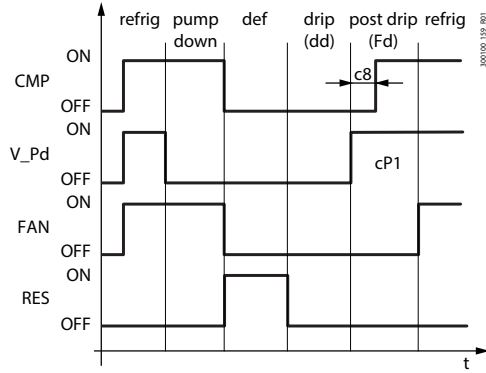 refrig pump down def drip (dd) post drip (Fd) refrig
300100 159 R01
ON
CMP
c8
OFF
ON
V_Pd
cP1
OFF
ON
FAN
OFF
ON
RES
OFF
t